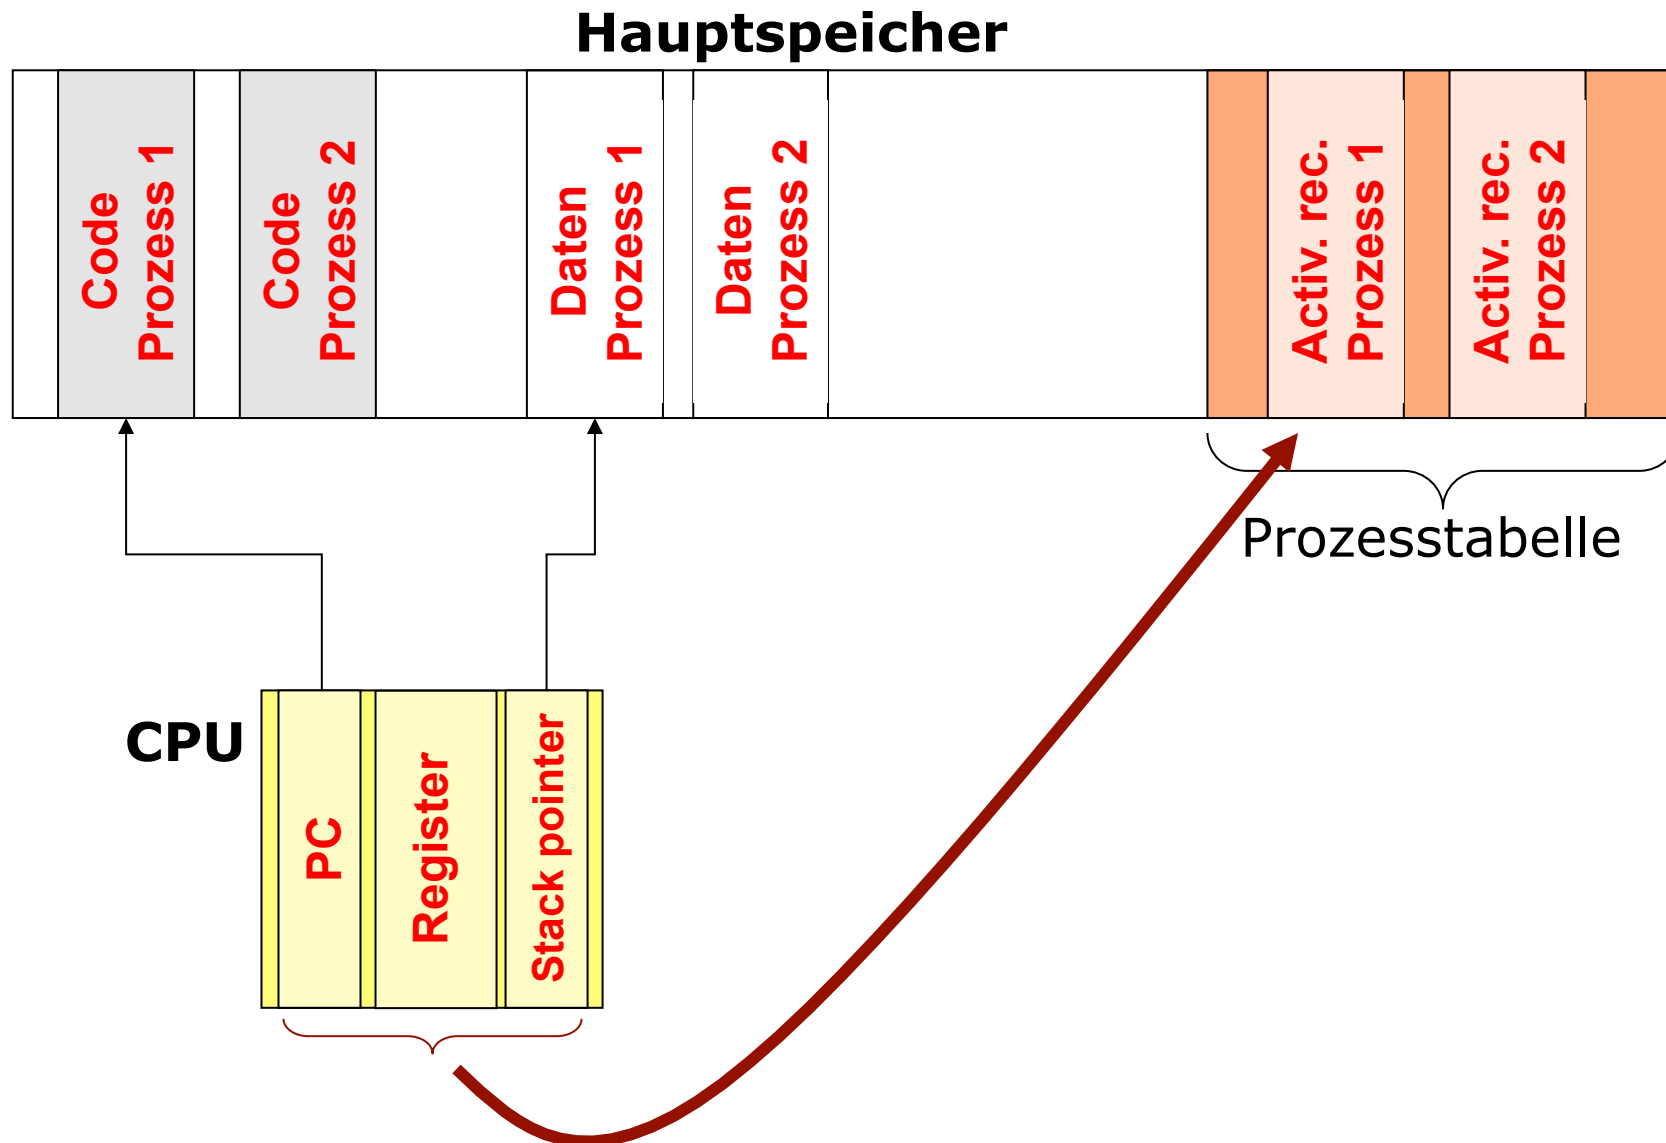 Hauptspeicher
Code
Prozess 1
Code
Prozess 2
Daten
Prozess 1
Daten
Prozess 2
Activ. rec.
Prozess 1
Activ. rec.
Prozess 2
Prozesstabelle
CPU
PC
Register
Stack pointer